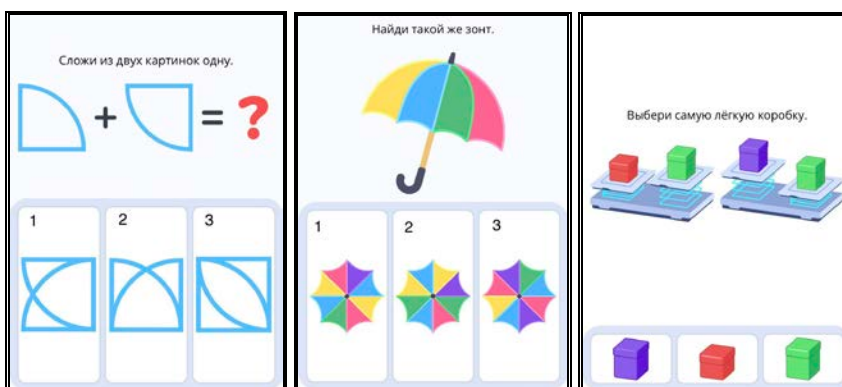 Сложи из двух картинок одну.
+ = ?
1 2 3
Найди такой же зонт.
1 2 3
Выбери самую лёгкую коробку.